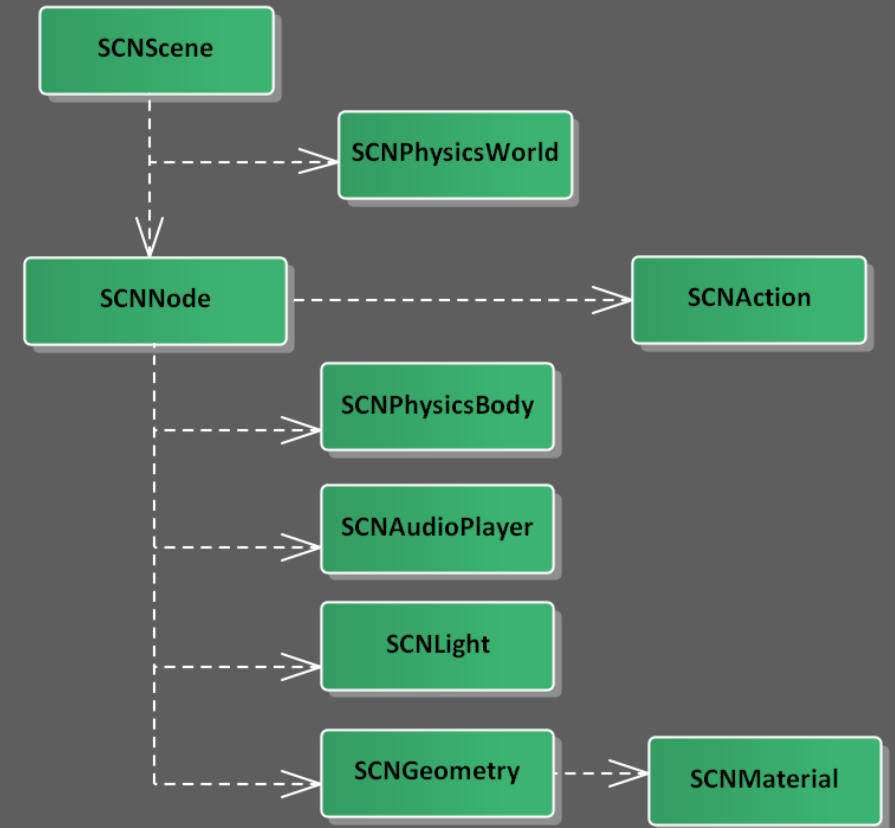 SCNScene
SCNPhysicsWorld
SCNNode
SCNAction
SCNPhysicsBody
SCNAudioPlayer
SCNLight
SCNGeometry
SCNMaterial